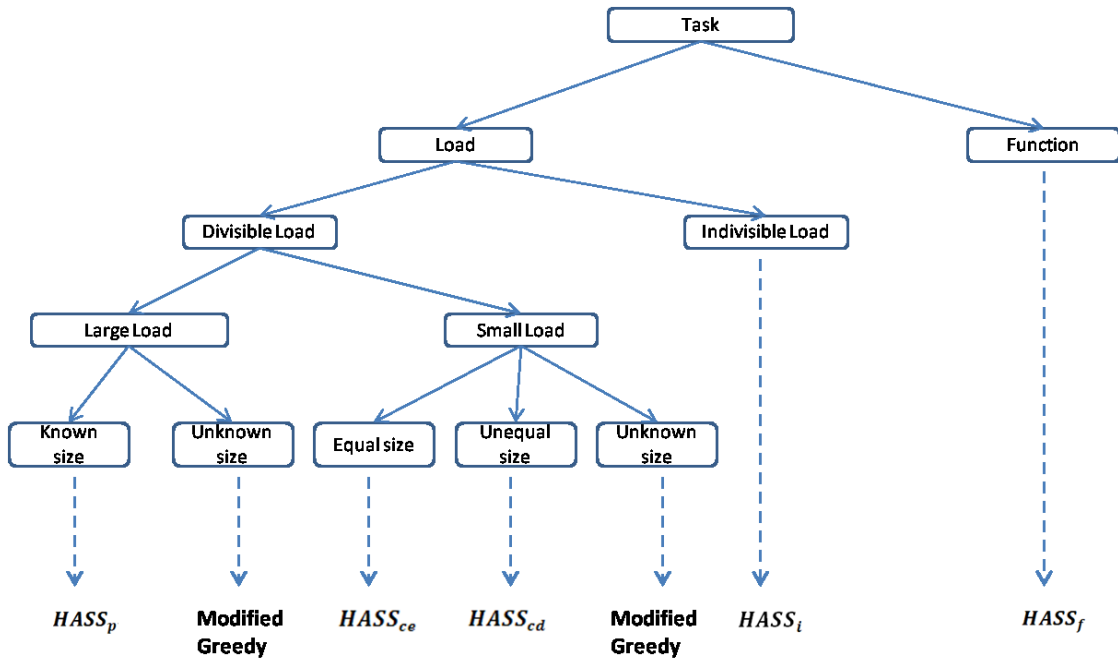 Task
Load
Function
Divisible Load
Indivisible Load
Large Load
Small Load
Known
size
Unknown
size
Equal size
Unequal
size
Unknown
size
HASS_p
Modified
Greedy
HASS_ce
HASS_cd
Modified
Greedy
HASS_i
HASS_f